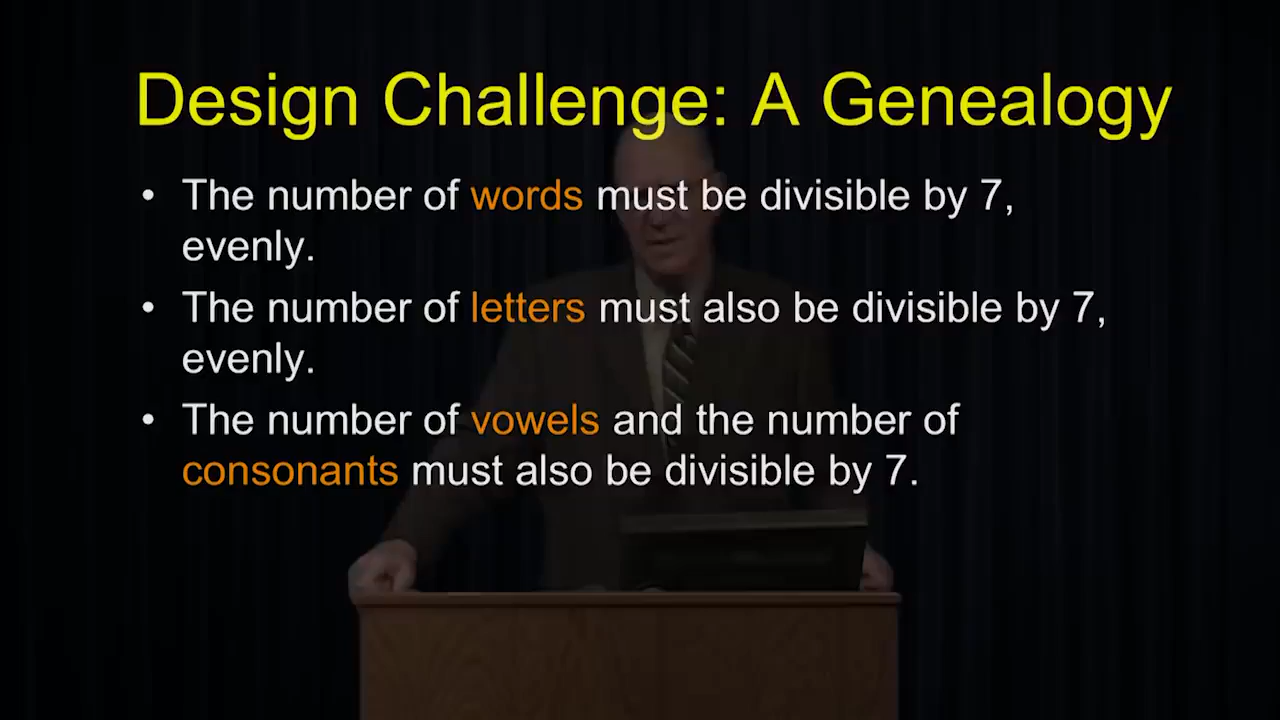 Design Challenge: A Genealogy
• The number of words must be divisible by 7,
evenly.
• The number of letters must also be divisible by 7,
evenly.
• The number of vowels and the number of
consonants must also be divisible by 7.